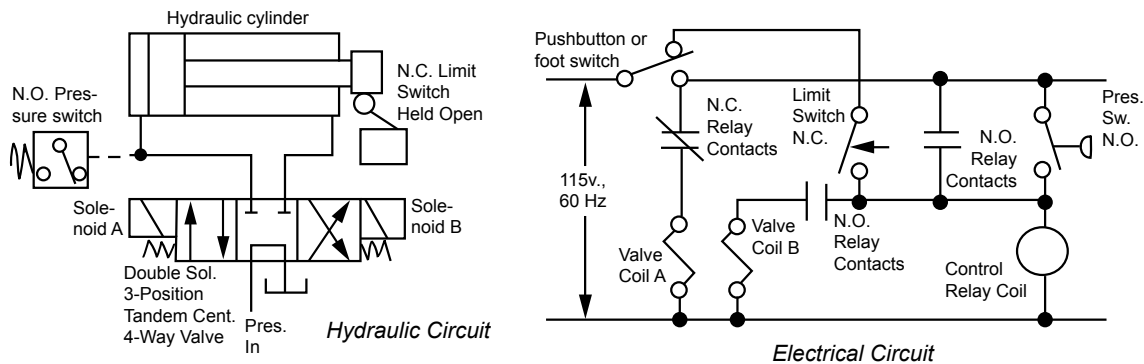 Hydraulic cylinder
N.O. Pres-
sure switch
N.C. Limit
Switch
Held Open
Sole-
noid A
Sole-
noid B
Double Sol.
3-Position
Tandem Cent.
4-Way Valve
Pres.
In
Hydraulic Circuit
Pushbutton or
foot switch
115v.,
60 Hz
N.C.
Relay
Contacts
Limit
Switch
N.C.
N.O.
Relay
Contacts
Pres.
Sw.
N.O.
Valve
Coil A
Valve
Coil B
N.O.
Relay
Contacts
Control
Relay Coil
Electrical Circuit